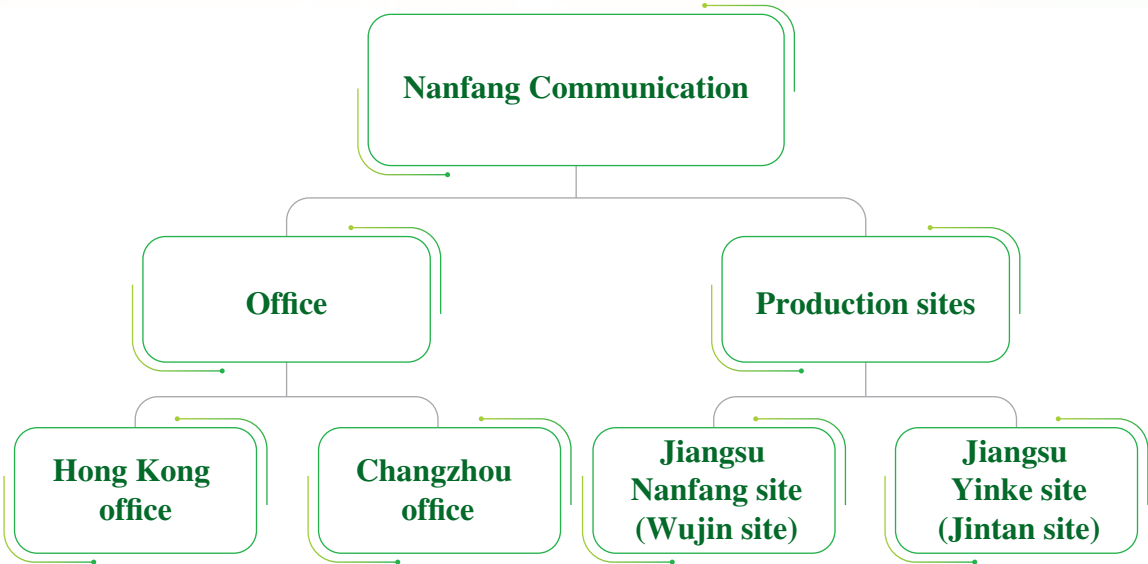 Nanfang Communication
Office
Production sites
Hong Kong
office
Changzhou
office
Jiangsu
Nanfang site
(Wujin site)
Jiangsu
Yinke site
(Jintan site)